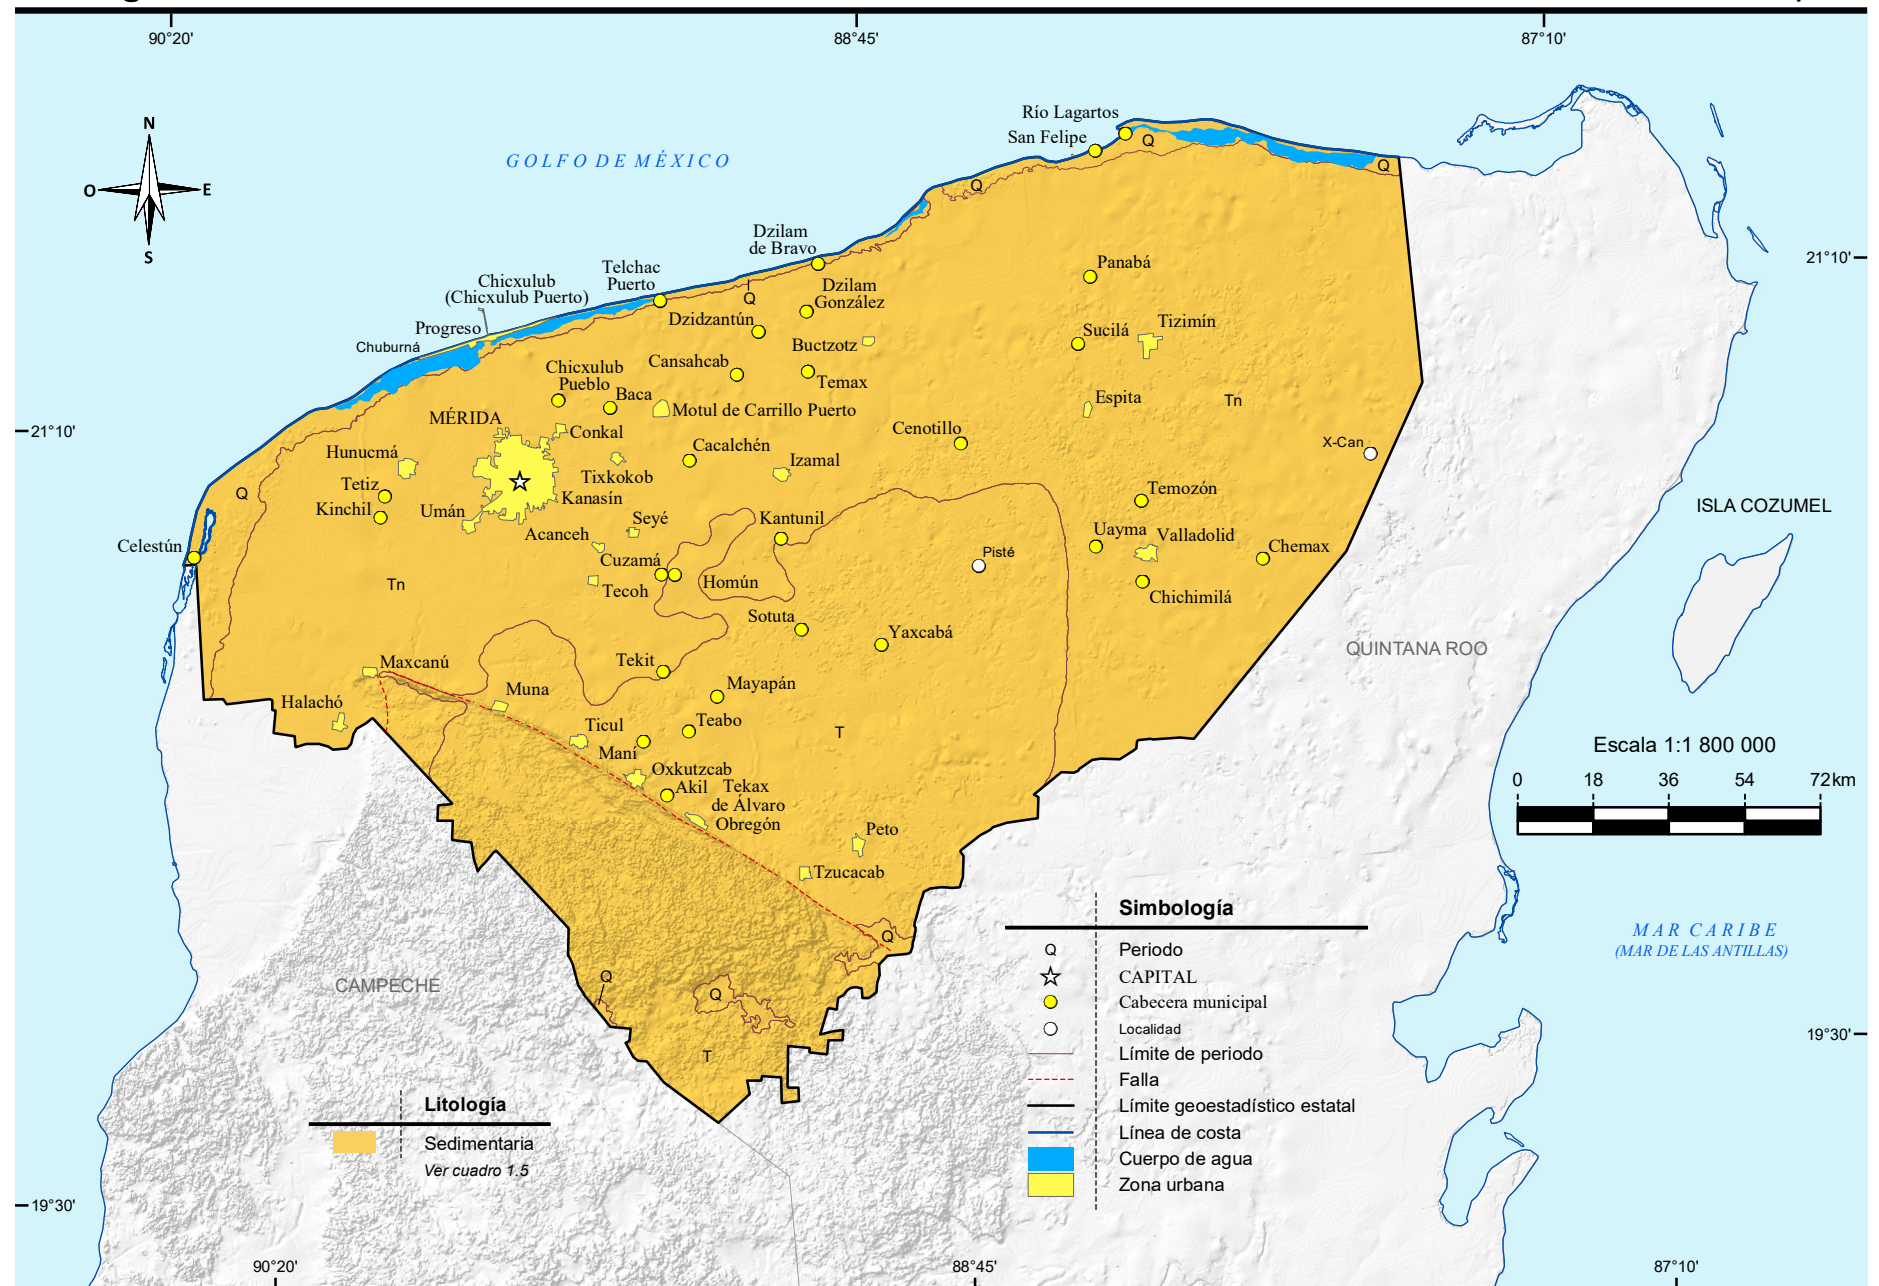 90°20'
88°45'
87°10'
N
O
E
S
GOLFO DE MÉXICO
Río Lagartos
San Felipe
Q
Q
Q
Dzilam
de Bravo
21°10'
Panabá
Telchac
Puerto
Chicxulub
(Chicxulub Puerto)
Q
Dzilam
González
Dzidzantún
Progreso
Chuburná
Sucilá
Tizimín
Buctzotz
Cansahcab
Temax
Chicxulub
Pueblo
Baca
Motul de Carrillo Puerto
Espita
Tn
MÉRIDA
Conkal
Cenotillo
21°10'
X-Can
Hunucmá
Cacalchén
Izamal
Tixkokob
Tetiz
Kanasín
Kinchil
Umán
Q
Temozón
ISLA COZUMEL
Seyé
Kantunil
Acanceh
Uayma
Valladolid
Celestún
Chemax
Pisté
Cuzamá
Homún
Tecoh
Tn
Chichimilá
Sotuta
Yaxcabá
QUINTANA ROO
Maxcanú
Tekit
Mayapán
Muna
Halachó
Teabo
Ticul
Maní
T
Escala 1:1 800 000
0
18
36
54
72 km
Oxkutzcab
Akil
Tekax
de Álvaro
Obregón
Peto
Tzucacab
Q
MAR CARIBE
(MAR DE LAS ANTILLAS)
CAMPECHE
Q
Q
T
Simbología
Q Periodo
CAPITAL
Cabecera municipal
Localidad
Límite de periodo
Falla
Límite geoestadístico estatal
Línea de costa
Cuerpo de agua
Zona urbana
19°30'
Litología
Sedimentaria
Ver cuadro 1.5
19°30'
90°20'
88°45'
87°10'